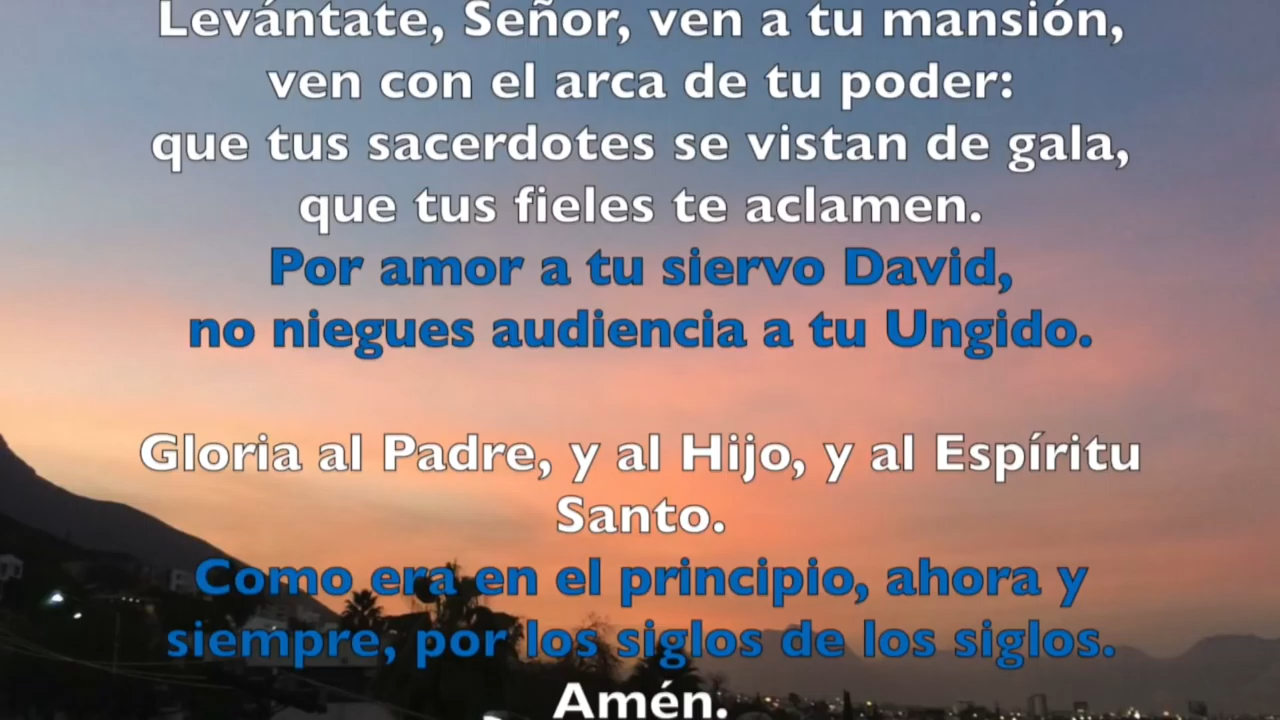 Levántate, Señor, ven a tu mansión,
ven con el arca de tu poder:
que tus sacerdotes se vistan de gala,
que tus fieles te aclamen.
Por amor a tu siervo David,
no niegues audiencia a tu Ungido.
Gloria al Padre, y al Hijo, y al Espíritu
Santo.
Como era en el principio, ahora y
siempre, por los siglos de los siglos.
Amén.